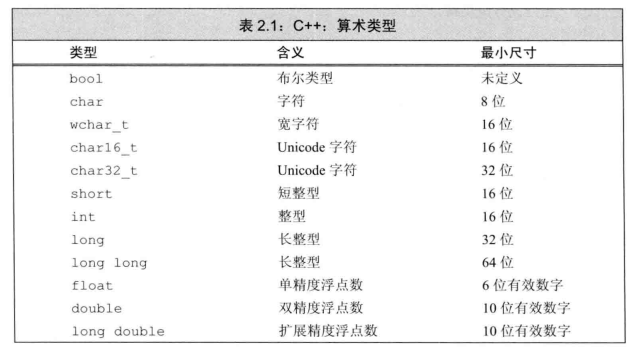 表 2.1：C++：算术类型
类型 含义 最小尺寸
bool 布尔类型 未定义
char 字符 8 位
wchar_t 宽字符 16 位
char16_t Unicode 字符 16 位
char32_t Unicode 字符 32 位
short 短整型 16 位
int 整型 16 位
long 长整型 32 位
long long 长整型 64 位
float 单精度浮点数 6 位有效数字
double 双精度浮点数 10 位有效数字
long double 扩展精度浮点数 10 位有效数字